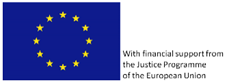 With financial support from
the Justice Programme
of the European Union